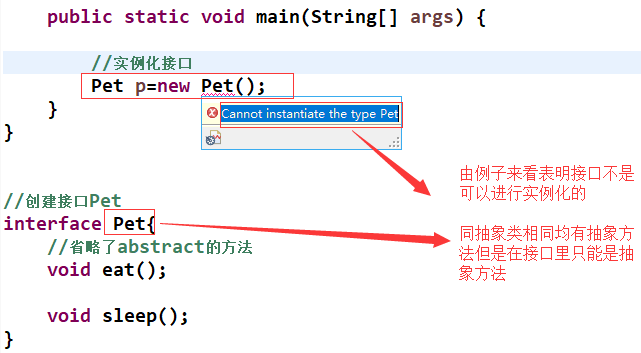 public static void main(String[] args) {
//实例化接口
Pet p=new Pet();
}
}
Cannot instantiate the type Pet
由例子来看表明接口不是
可以进行实例化的
//创建接口Pet
interface Pet{
//省略了abstract的方法
void eat();
void sleep();
}
同抽象类相同均有抽象方
法但是在接口里只能是抽
象方法